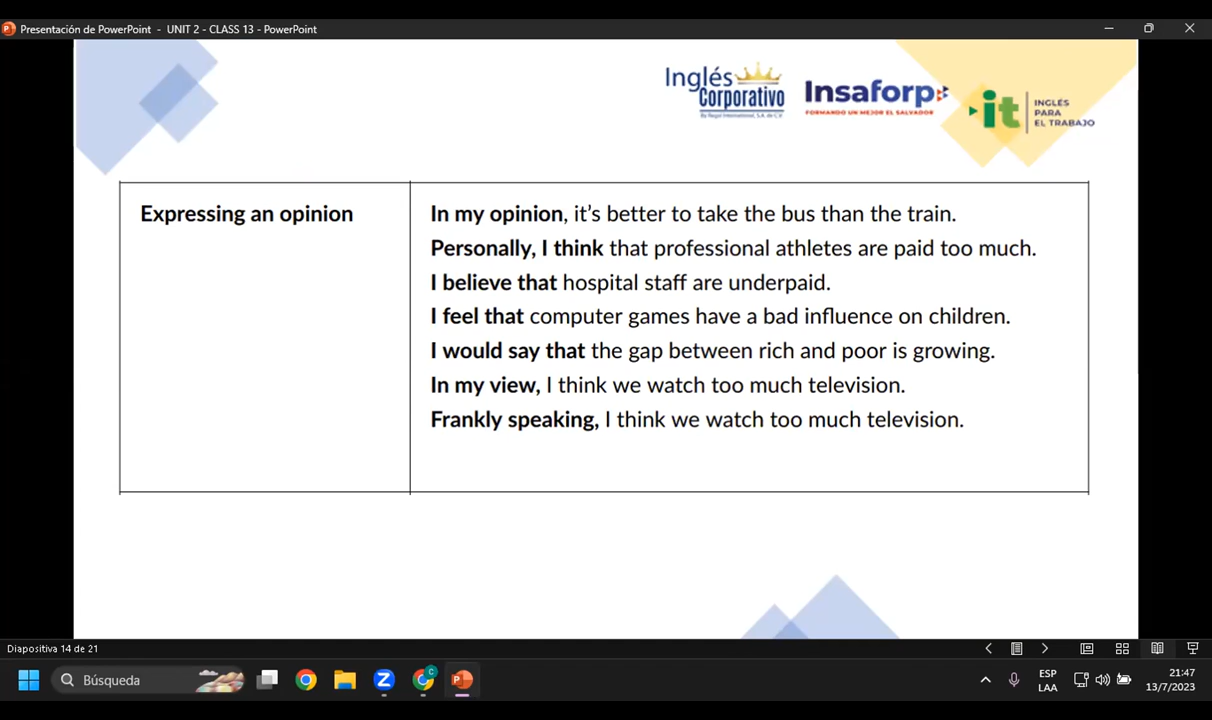 Presentación de PowerPoint - UNIT 2 - CLASS 13 - PowerPoint
Inglés
Corporativo
By Regal International, S.A. de C.V
Insaforp
FORMANDO UN MEJOR EL SALVADOR
it
INGLÉS
PARA
EL TRABAJO
Expressing an opinion
In my opinion, it’s better to take the bus than the train.
Personally, I think that professional athletes are paid too much.
I believe that hospital staff are underpaid.
I feel that computer games have a bad influence on children.
I would say that the gap between rich and poor is growing.
In my view, I think we watch too much television.
Frankly speaking, I think we watch too much television.
Diapositiva 14 de 21
Búsqueda
ESP
LAA
21:47
13/7/2023